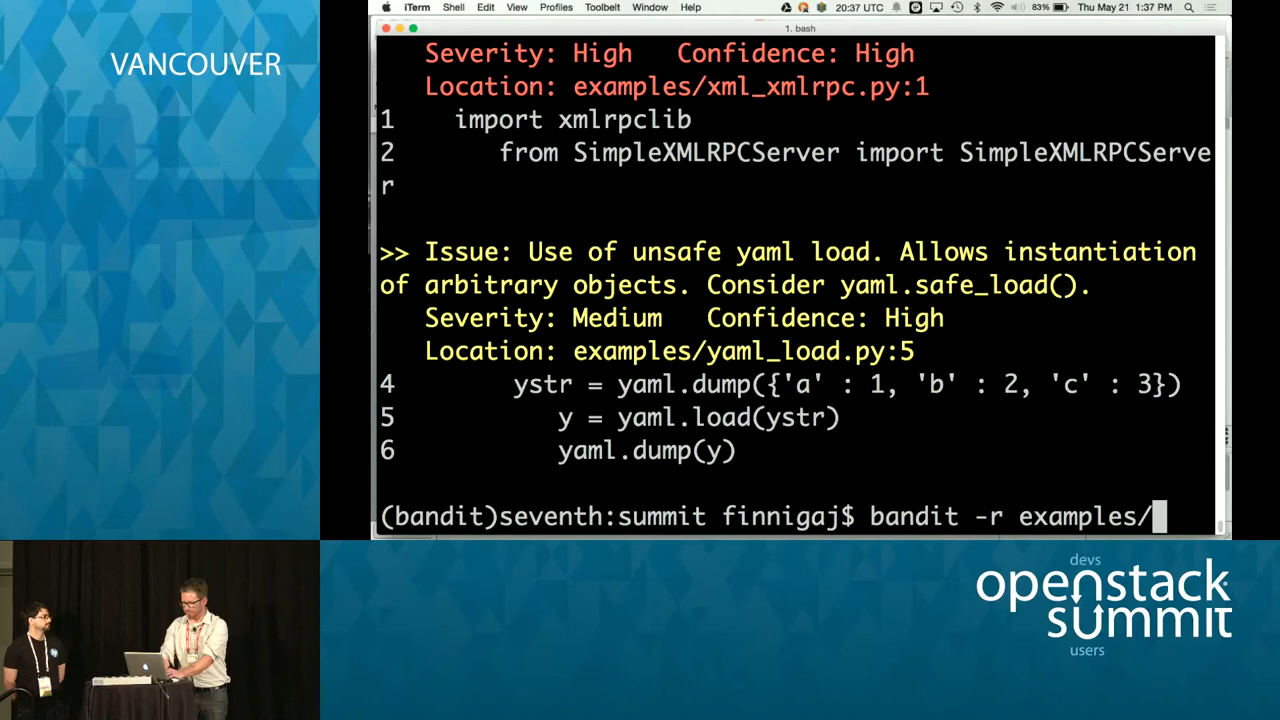 VANCOUVER
iTerm Shell Edit View Profiles Toolbelt Window Help
20:37 UTC
83%
Thu May 21 1:37 PM
1. bash
Severity: High Confidence: High
Location: examples/xml_xmlrpc.py:1
1 import xmlrpclib
2 from SimpleXMLRPCServer import SimpleXMLRPCServe
r
>> Issue: Use of unsafe yaml load. Allows instantiation
of arbitrary objects. Consider yaml.safe_load().
Severity: Medium Confidence: High
Location: examples/yaml_load.py:5
4 ystr = yaml.dump({'a' : 1, 'b' : 2, 'c' : 3})
5 y = yaml.load(ystr)
6 yaml.dump(y)
(bandit)seventh:summit finnigaj$ bandit -r examples/
devs
openstack
summit
users